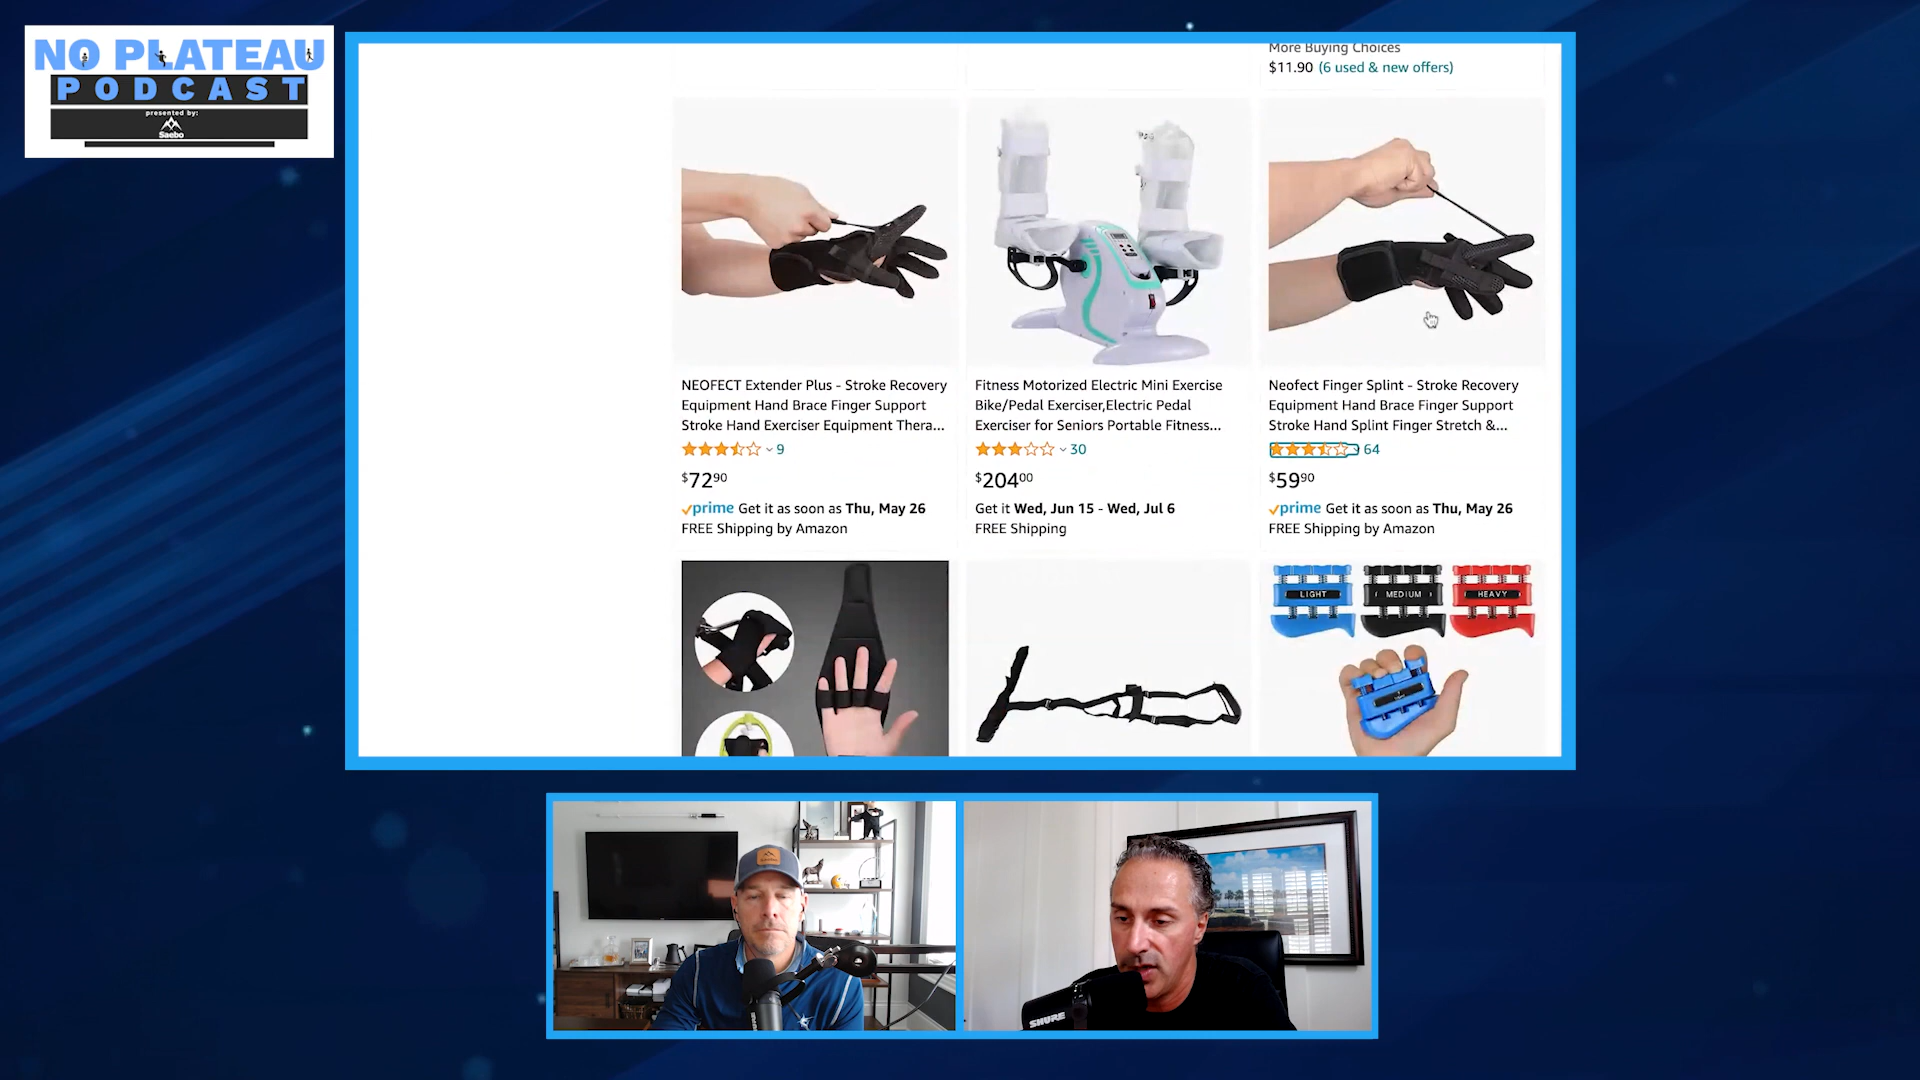 NO PLATEAU
PODCAST
presented by:
Saebo
More Buying Choices
$11.90 (6 used & new offers)
NEOFECT Extender Plus - Stroke Recovery
Equipment Hand Brace Finger Support
Stroke Hand Exerciser Equipment Thera...
9
$72.90
prime Get it as soon as Thu, May 26
FREE Shipping by Amazon
Fitness Motorized Electric Mini Exercise
Bike/Pedal Exerciser,Electric Pedal
Exerciser for Seniors Portable Fitness...
30
$204.00
Get it Wed, Jun 15 - Wed, Jul 6
FREE Shipping
Neofect Finger Splint - Stroke Recovery
Equipment Hand Brace Finger Support
Stroke Hand Splint Finger Stretch &...
64
$59.90
prime Get it as soon as Thu, May 26
FREE Shipping by Amazon
LIGHT
MEDIUM
HEAVY
SHURE
SHURE